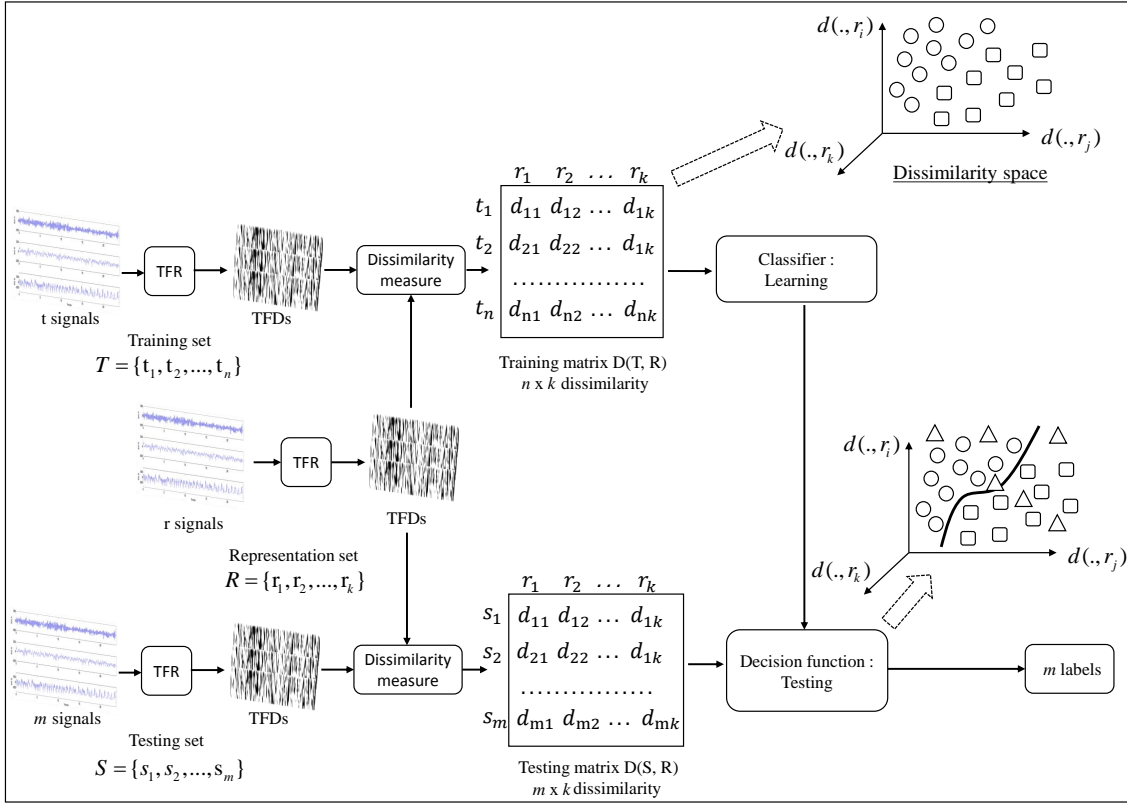 d(., r_i)
d(., r_j)
d(., r_k)
Dissimilarity space
r_1 r_2 … r_k
t_1 d_11 d_12 … d_1k
t_2 d_21 d_22 … d_1k
................
t_n d_n1 d_n2 … d_nk
Training matrix D(T, R)
n x k dissimilarity
t signals
TFR
TFDs
Dissimilarity
measure
Classifier :
Learning
Training set
T = {t_1, t_2, ..., t_n}
r signals
TFR
TFDs
Representation set
R = {r_1, r_2, ..., r_k}
d(., r_i)
d(., r_j)
d(., r_k)
r_1 r_2 … r_k
s_1 d_11 d_12 … d_1k
s_2 d_21 d_22 … d_1k
................
s_m d_m1 d_m2 … d_mk
Testing matrix D(S, R)
m x k dissimilarity
m signals
TFR
TFDs
Dissimilarity
measure
Decision function :
Testing
m labels
Testing set
S = {s_1, s_2, ..., s_m}